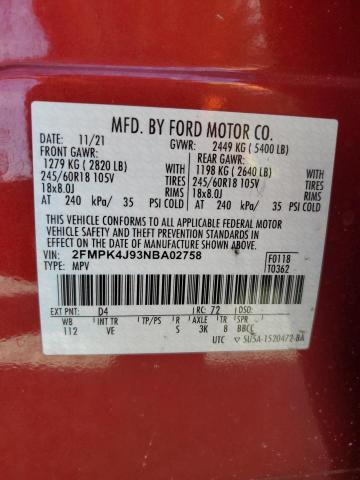 MFD. BY FORD MOTOR CO.
DATE: 11/21 GVWR: 2449 KG (5400 LB)
FRONT GAWR: REAR GAWR:
1279 KG (2820 LB) 1198 KG (2640 LB)
245/60R18 105V TIRES 245/60R18 105V
18x8.0J RIMS 18x8.0J
AT 240 kPa/ 35 PSI COLD AT 240 kPa/ 35 PSI COLD
THIS VEHICLE CONFORMS TO ALL APPLICABLE FEDERAL MOTOR
VEHICLE SAFETY AND THEFT PREVENTION STANDARDS IN
EFFECT ON THE DATE OF MANUFACTURE SHOWN ABOVE.
VIN: 2FMPK4J93NBA02758 F0118
TYPE: MPV T0362
EXT PNT: D4 RC: 72 DSO:
WB INT TR TP/PS R AXLE TR SPR
112 VE S 3K 8 BBCC
UTC 5U5A-1520472-BA